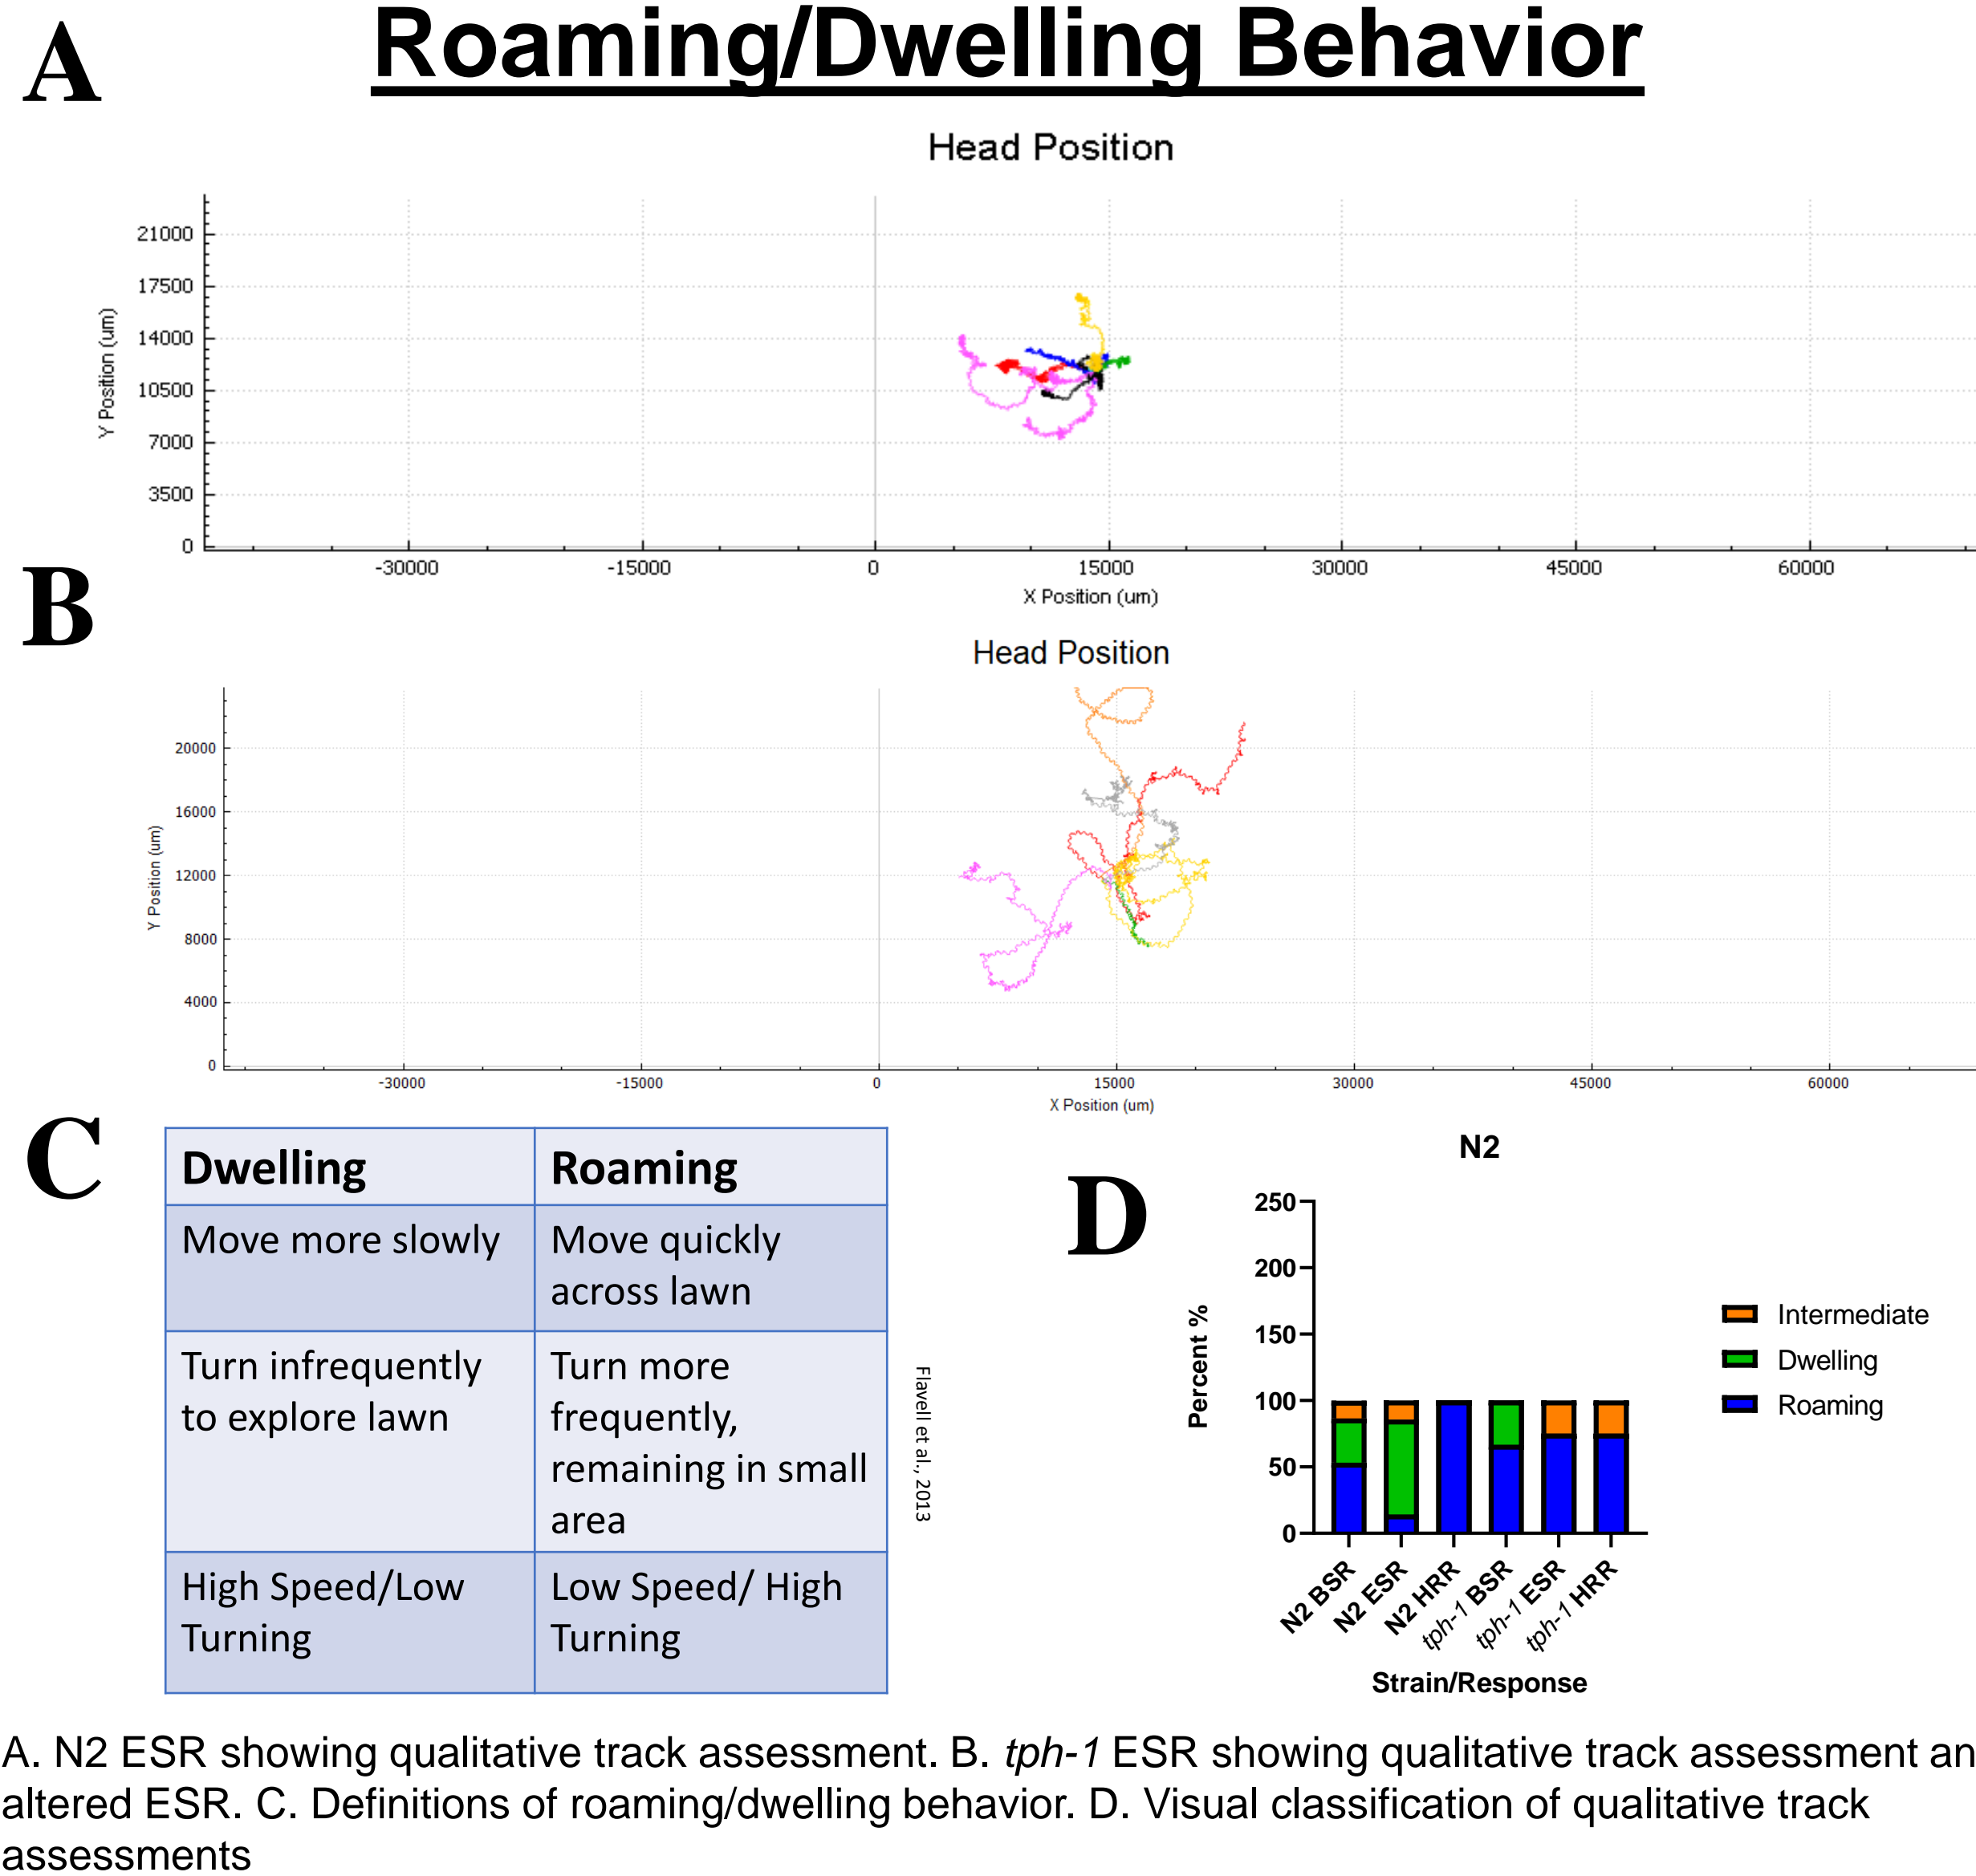 A
Roaming/Dwelling Behavior
Head Position
21000
17500
14000
10500
7000
3500
0
Y Position (um)
-30000 -15000 0 15000 30000 45000 60000
X Position (um)
B
Head Position
20000
16000
12000
8000
4000
0
Y Position (um)
-30000 -15000 0 15000 30000 45000 60000
X Position (um)
C
Dwelling
Roaming
Move more slowly
Move quickly
across lawn
Turn infrequently
to explore lawn
Turn more
frequently,
remaining in small
area
High Speed/Low
Turning
Low Speed/ High
Turning
Flavell et al., 2013
D
N2
250
200
150
100
50
0
Percent %
N2 BSR
N2 ESR
N2 HRR
tph-1 BSR
tph-1 ESR
tph-1 HRR
Strain/Response
Intermediate
Dwelling
Roaming
A. N2 ESR showing qualitative track assessment. B. tph-1 ESR showing qualitative track assessment an
altered ESR. C. Definitions of roaming/dwelling behavior. D. Visual classification of qualitative track
assessments